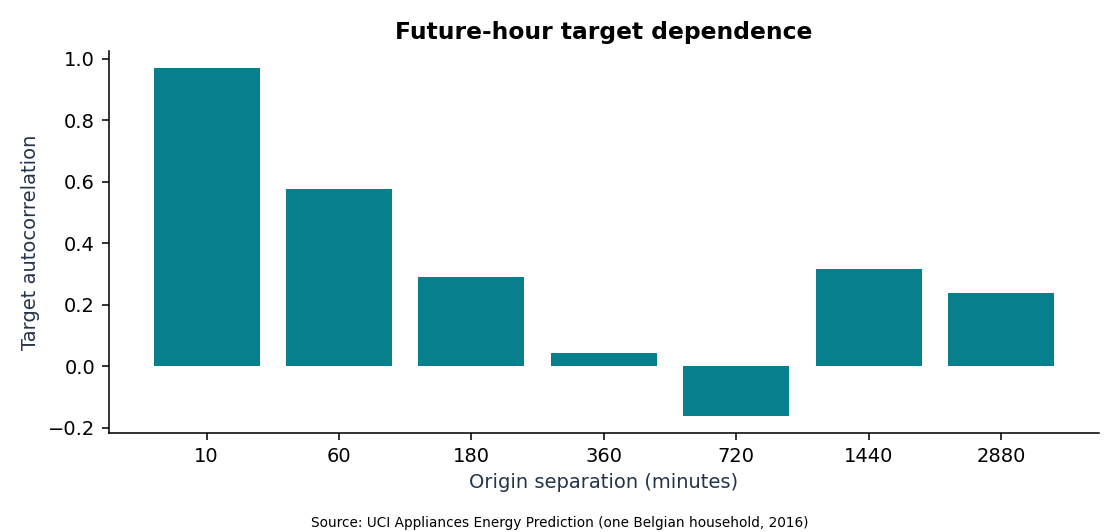 Future-hour target dependence
Target autocorrelation
1.0
0.8
0.6
0.4
0.2
0.0
−0.2
10 60 180 360 720 1440 2880
Origin separation (minutes)
Source: UCI Appliances Energy Prediction (one Belgian household, 2016)